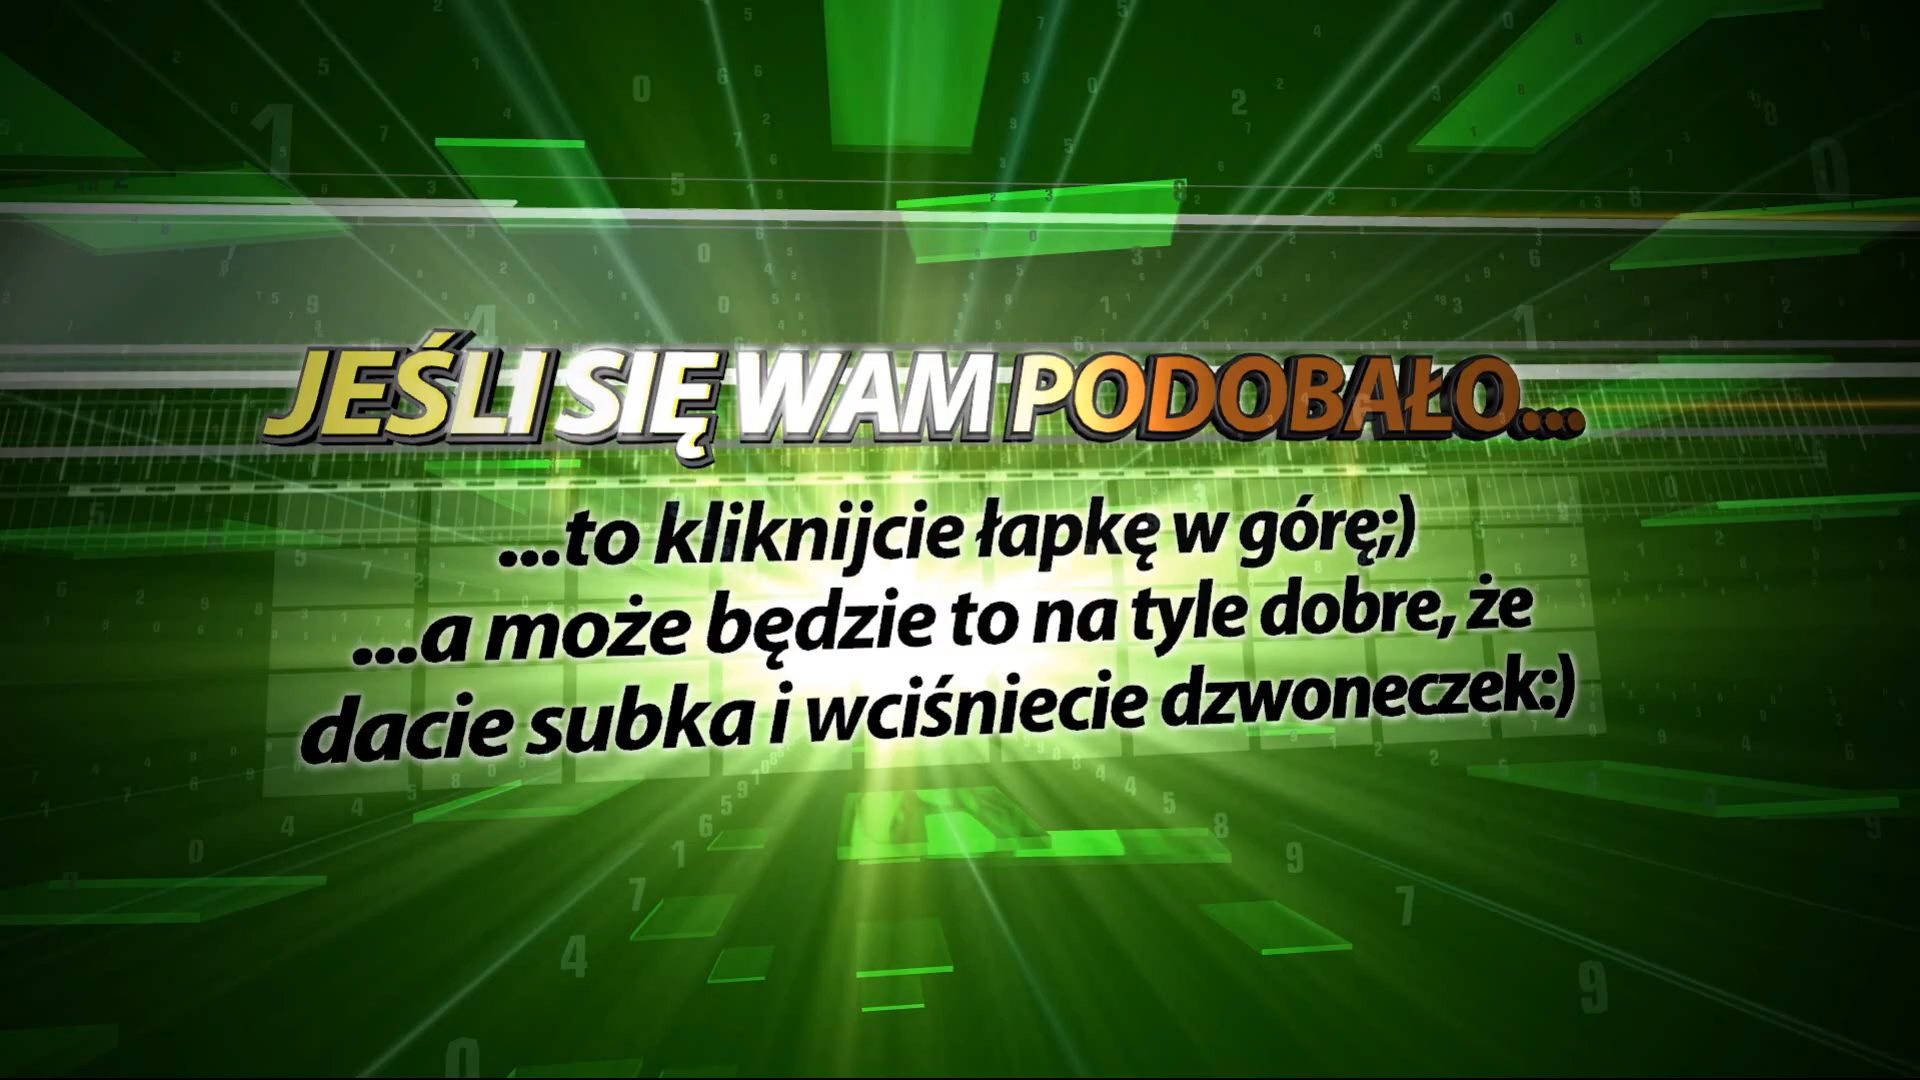 JEŚLI SIĘ WAM PODOBAŁO...
...to kliknijcie łapkę w górę;)
...a może będzie to na tyle dobre, że
dacie subka i wciśniecie dzwoneczek:)